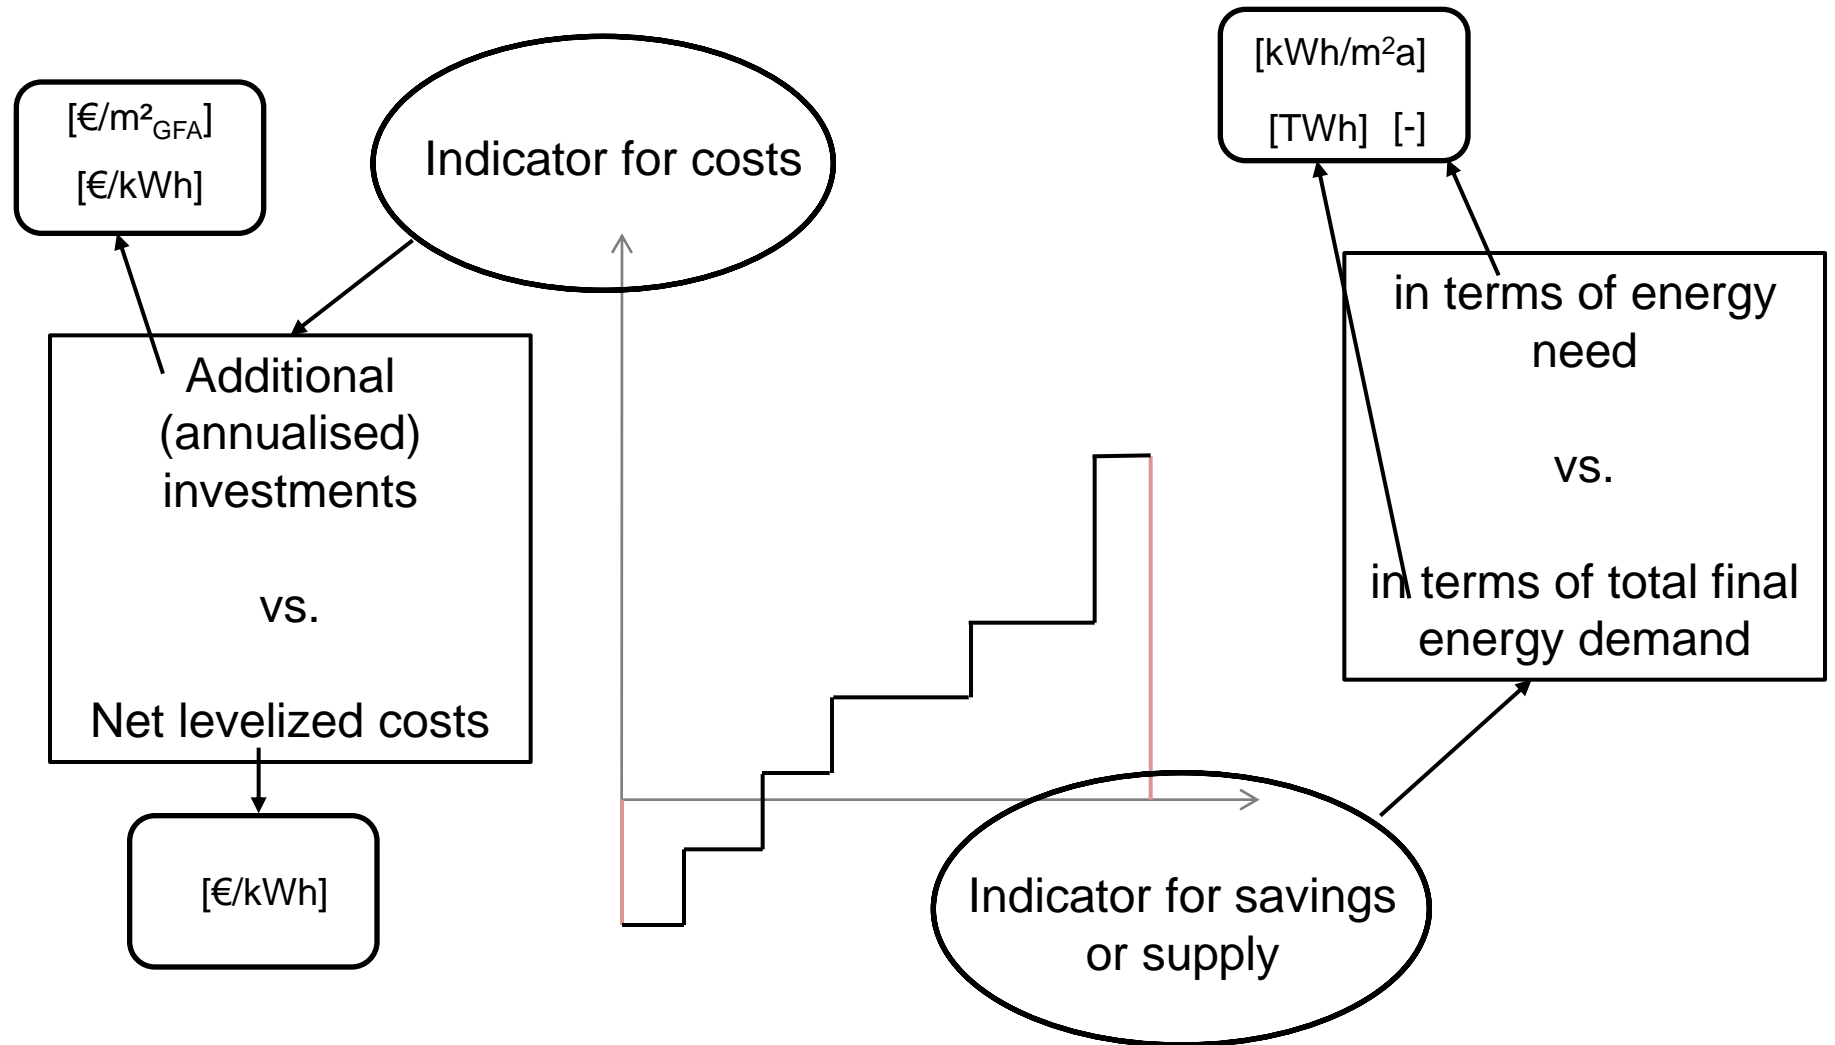 [€/m²GFA]
[€/kWh]
Indicator for costs
[kWh/m²a]
[TWh] [-]
Additional
(annualised)
investments
vs.
Net levelized costs
[€/kWh]
in terms of energy
need
vs.
in terms of total final
energy demand
Indicator for savings
or supply